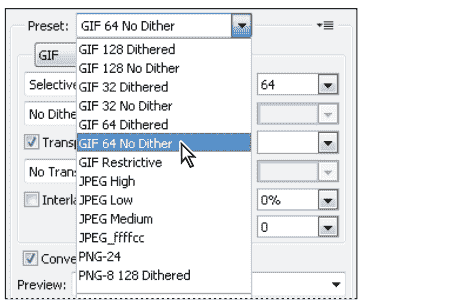 Preset: GIF 64 No Dither
GIF
GIF 128 Dithered
GIF 128 No Dither
Selective
GIF 32 Dithered
64
GIF 32 No Dither
No Dithe
GIF 64 Dithered
Transp
GIF 64 No Dither
GIF Restrictive
No Tran
JPEG High
Interla
JPEG Low
0%
JPEG Medium
0
JPEG_ffffcc
Conve
PNG-24
PNG-8 128 Dithered
Preview: